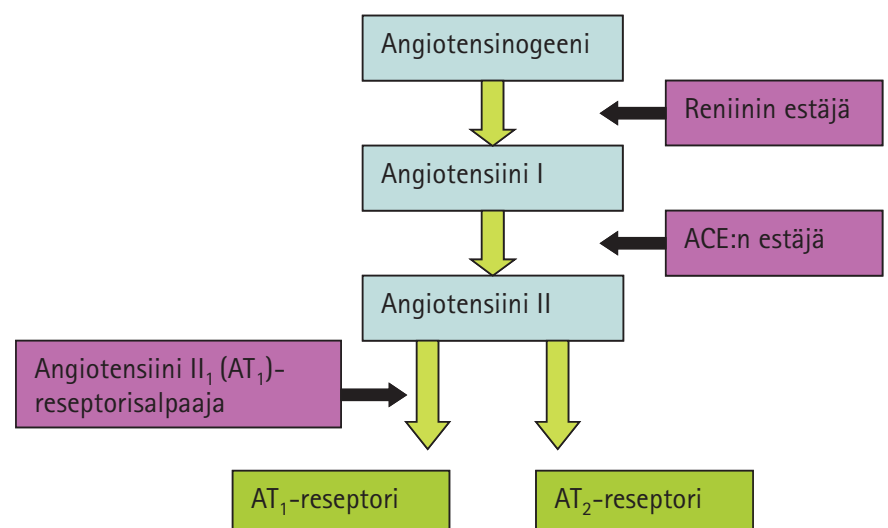 Angiotensinogeeni
Reniinin estäjä
Angiotensiini I
ACE:n estäjä
Angiotensiini II
Angiotensiini II₁ (AT₁)-
reseptorisalpaaja
AT₁-reseptori
AT₂-reseptori